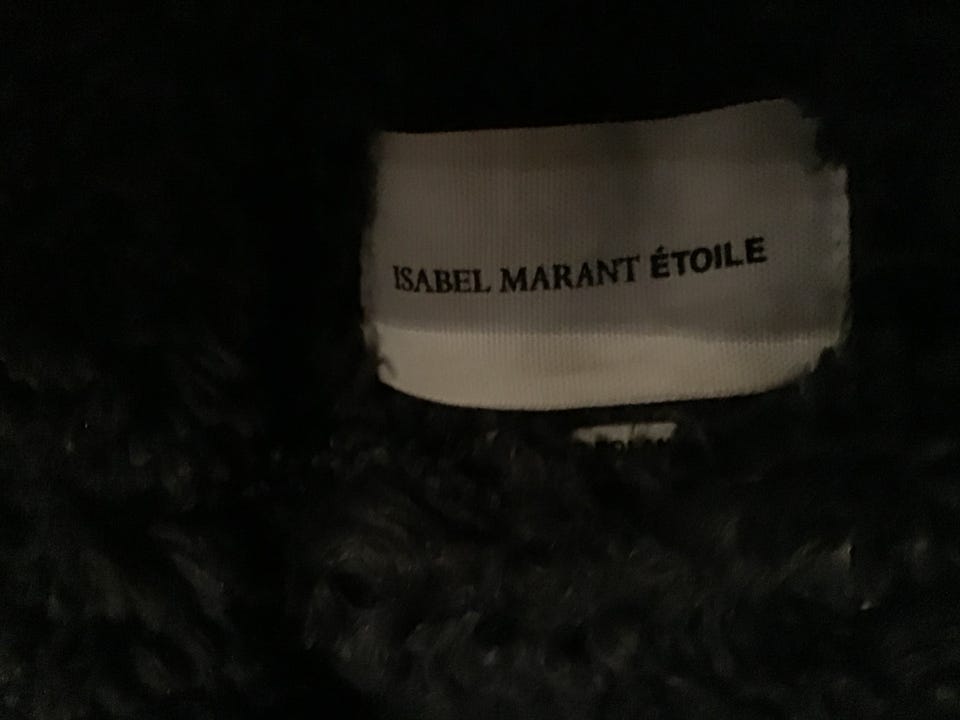 ISABEL MARANT ÉTOILE